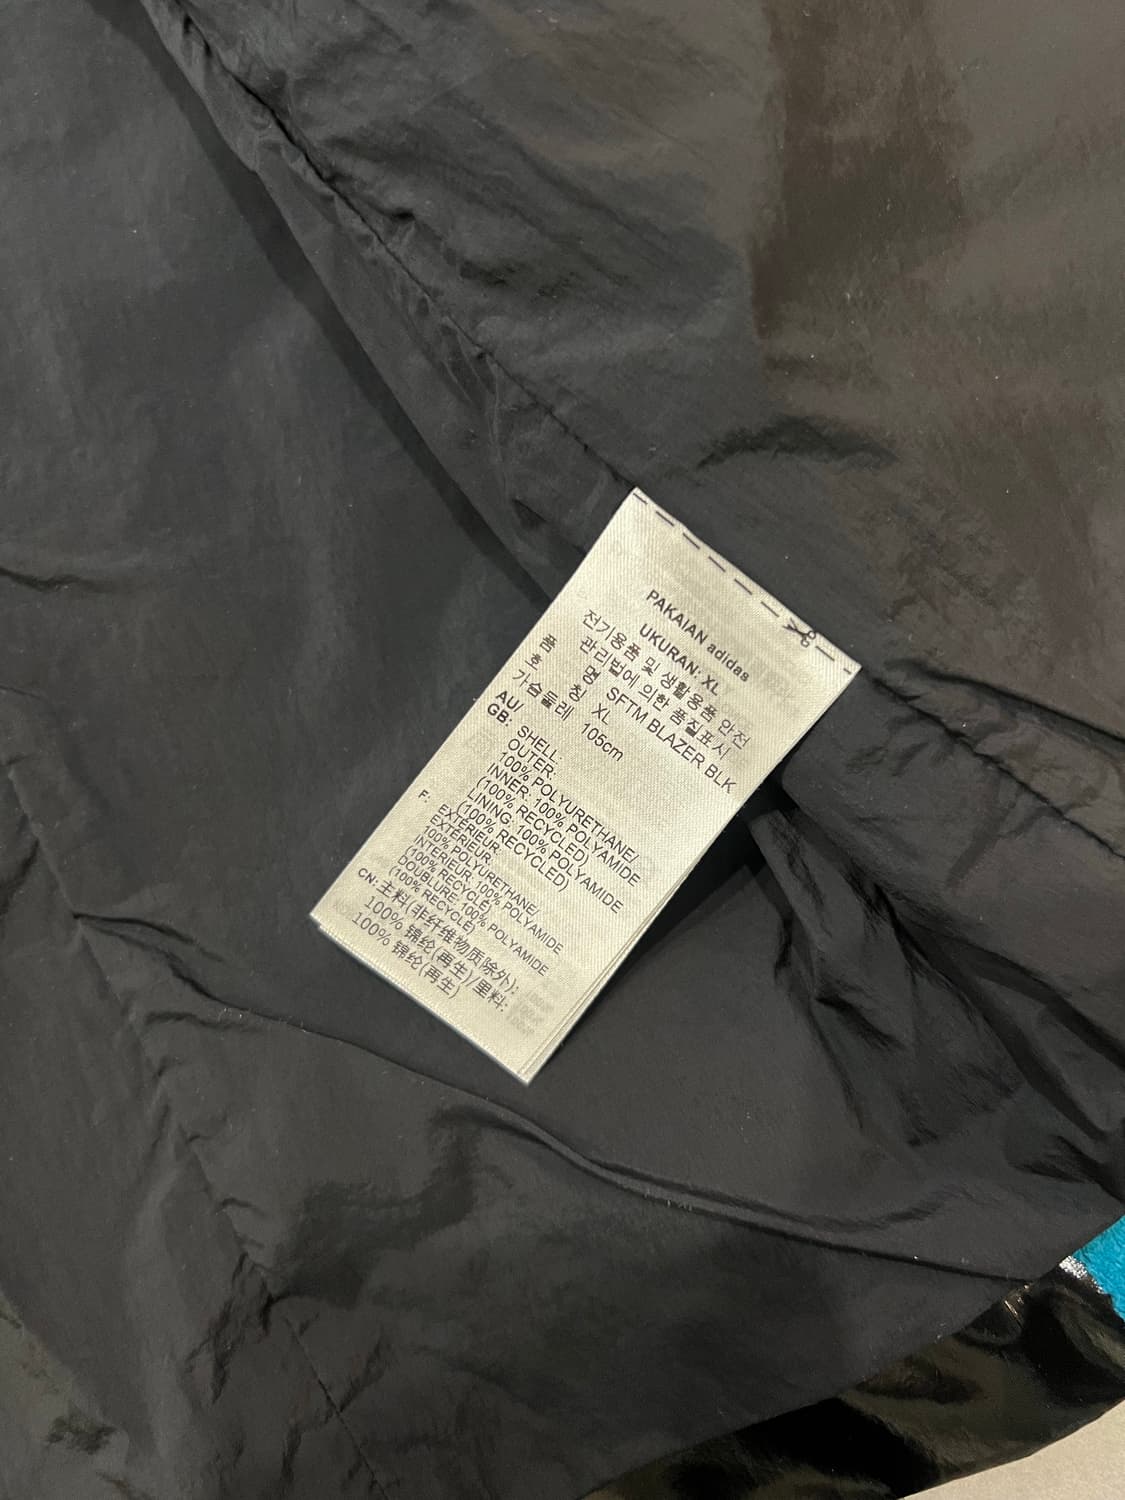 PAKAIAN adidas
UKURAN: XL
전기용품 및 생활용품 안전
관리법에 의한 품질표시
품 명 SFTM BLAZER BLK
호 칭 XL
가슴둘레 105cm
AU/
GB: SHELL:
OUTER:
100% POLYURETHANE/
INNER: 100% POLYAMIDE
(100% RECYCLED)
LINING: 100% POLYAMIDE
(100% RECYCLED)
F: EXTERIEUR:
EXTÉRIEUR:
100% POLYURETHANE/
INTERIEUR: 100% POLYAMIDE
(100% RECYCLÉ)
DOUBLURE: 100% POLYAMIDE
(100% RECYCLÉ)
CN: 主料(非纤维物质除外):
100% 锦纶(再生)/里料:
100% 锦纶(再生)